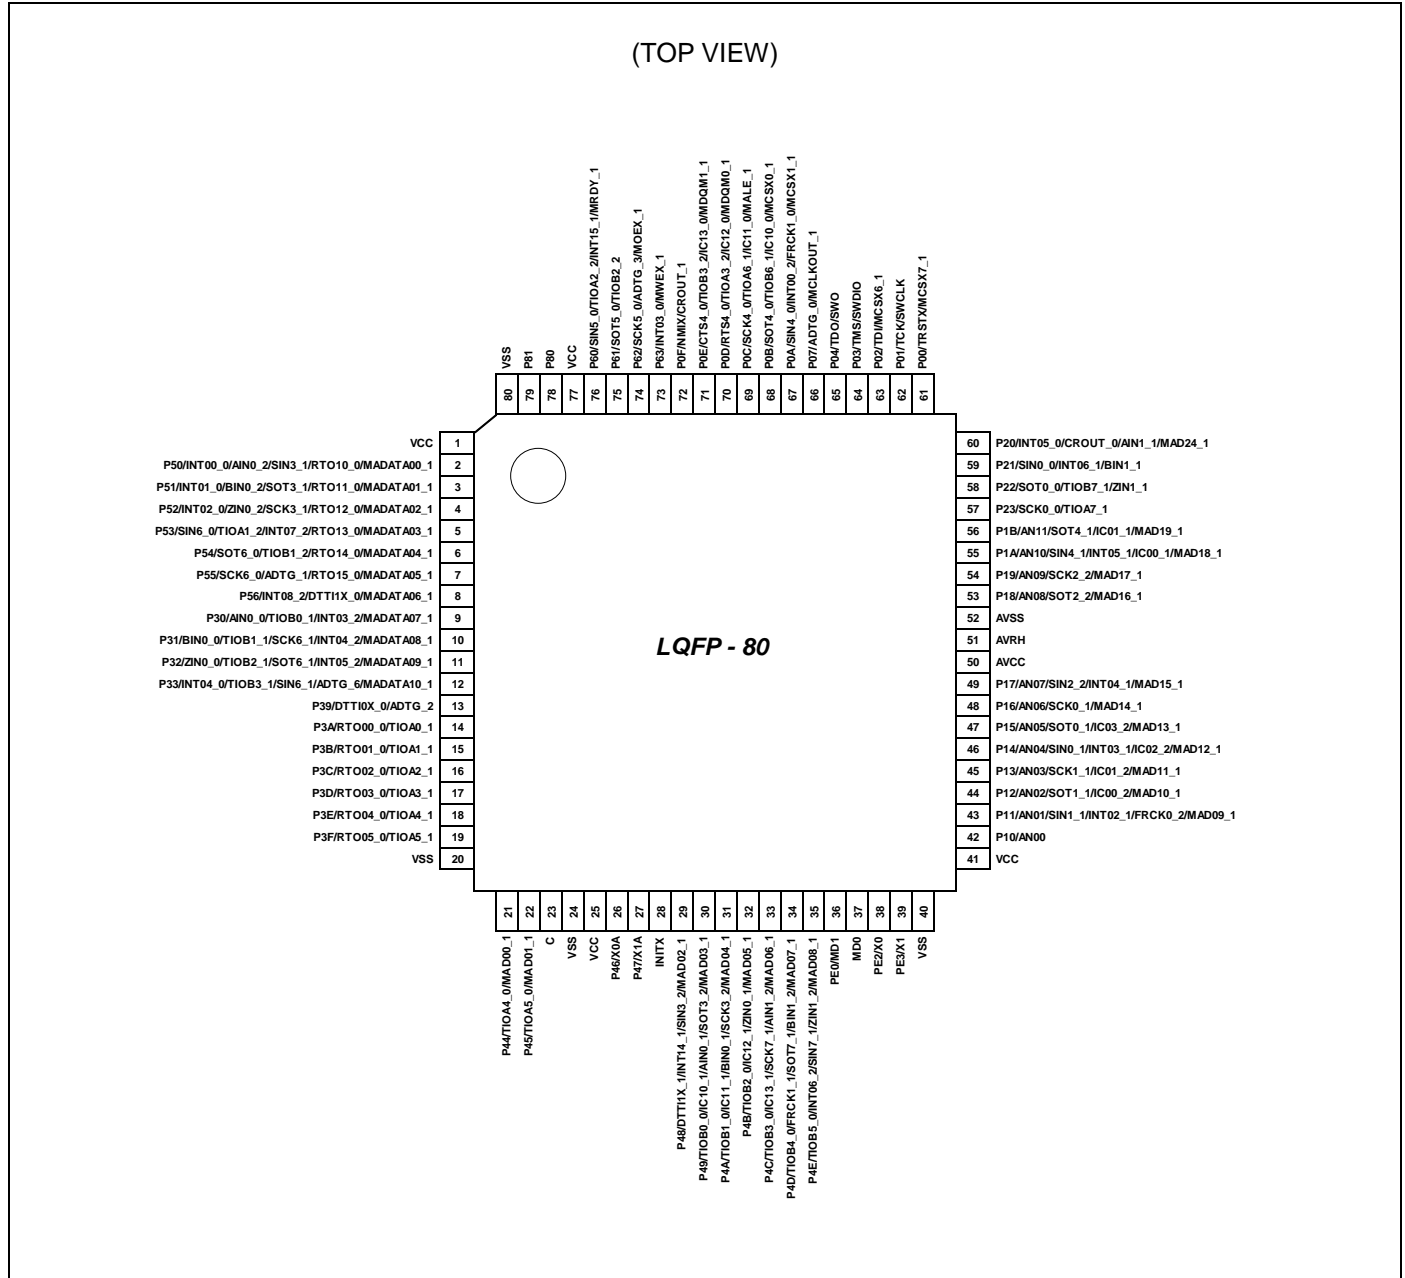 (TOP VIEW)
VSS
P81
P80
VCC
P60/SIN5_0/TIOA2_2/INT15_1/MRDY_1
P61/SOT5_0/TIOB2_2
P62/SCK5_0/ADTG_3/MOEX_1
P63/INT03_0/MWEX_1
P0F/NMIX/CROUT_1
P0E/CTS4_0/TIOB3_2/IC13_0/MDQM1_1
P0D/RTS4_0/TIOA3_2/IC12_0/MDQM0_1
P0C/SCK4_0/TIOA6_1/IC11_0/MALE_1
P0B/SOT4_0/TIOB6_1/IC10_0/MCSX0_1
P0A/SIN4_0/INT00_2/FRCK1_0/MCSX1_1
P07/ADTG_0/MCLKOUT_1
P04/TDO/SWO
P03/TMS/SWDIO
P02/TDI/MCSX6_1
P01/TCK/SWCLK
P00/TRSTX/MCSX7_1
80 79 78 77 76 75 74 73 72 71 70 69 68 67 66 65 64 63 62 61
VCC 1
P50/INT00_0/AIN0_2/SIN3_1/RTO10_0/MADATA00_1 2
P51/INT01_0/BIN0_2/SOT3_1/RTO11_0/MADATA01_1 3
P52/INT02_0/ZIN0_2/SCK3_1/RTO12_0/MADATA02_1 4
P53/SIN6_0/TIOA1_2/INT07_2/RTO13_0/MADATA03_1 5
P54/SOT6_0/TIOB1_2/RTO14_0/MADATA04_1 6
P55/SCK6_0/ADTG_1/RTO15_0/MADATA05_1 7
P56/INT08_2/DTTI1X_0/MADATA06_1 8
P30/AIN0_0/TIOB0_1/INT03_2/MADATA07_1 9
P31/BIN0_0/TIOB1_1/SCK6_1/INT04_2/MADATA08_1 10
P32/ZIN0_0/TIOB2_1/SOT6_1/INT05_2/MADATA09_1 11
P33/INT04_0/TIOB3_1/SIN6_1/ADTG_6/MADATA10_1 12
P39/DTTI0X_0/ADTG_2 13
P3A/RTO00_0/TIOA0_1 14
P3B/RTO01_0/TIOA1_1 15
P3C/RTO02_0/TIOA2_1 16
P3D/RTO03_0/TIOA3_1 17
P3E/RTO04_0/TIOA4_1 18
P3F/RTO05_0/TIOA5_1 19
VSS 20
LQFP - 80
60 P20/INT05_0/CROUT_0/AIN1_1/MAD24_1
59 P21/SIN0_0/INT06_1/BIN1_1
58 P22/SOT0_0/TIOB7_1/ZIN1_1
57 P23/SCK0_0/TIOA7_1
56 P1B/AN11/SOT4_1/IC01_1/MAD19_1
55 P1A/AN10/SIN4_1/INT05_1/IC00_1/MAD18_1
54 P19/AN09/SCK2_2/MAD17_1
53 P18/AN08/SOT2_2/MAD16_1
52 AVSS
51 AVRH
50 AVCC
49 P17/AN07/SIN2_2/INT04_1/MAD15_1
48 P16/AN06/SCK0_1/MAD14_1
47 P15/AN05/SOT0_1/IC03_2/MAD13_1
46 P14/AN04/SIN0_1/INT03_1/IC02_2/MAD12_1
45 P13/AN03/SCK1_1/IC01_2/MAD11_1
44 P12/AN02/SOT1_1/IC00_2/MAD10_1
43 P11/AN01/SIN1_1/INT02_1/FRCK0_2/MAD09_1
42 P10/AN00
41 VCC
21 22 23 24 25 26 27 28 29 30 31 32 33 34 35 36 37 38 39 40
P44/TIOA4_0/MAD00_1
P45/TIOA5_0/MAD01_1
C
VSS
VCC
P46/X0A
P47/X1A
INITX
P48/DTTI1X_1/INT14_1/SIN3_2/MAD02_1
P49/TIOB0_0/IC10_1/AIN0_1/SOT3_2/MAD03_1
P4A/TIOB1_0/IC11_1/BIN0_1/SCK3_2/MAD04_1
P4B/TIOB2_0/IC12_1/ZIN0_1/MAD05_1
P4C/TIOB3_0/IC13_1/SCK7_1/AIN1_2/MAD06_1
P4D/TIOB4_0/FRCK1_1/SOT7_1/BIN1_2/MAD07_1
P4E/TIOB5_0/INT06_2/SIN7_1/ZIN1_2/MAD08_1
PE0/MD1
MD0
PE2/X0
PE3/X1
VSS